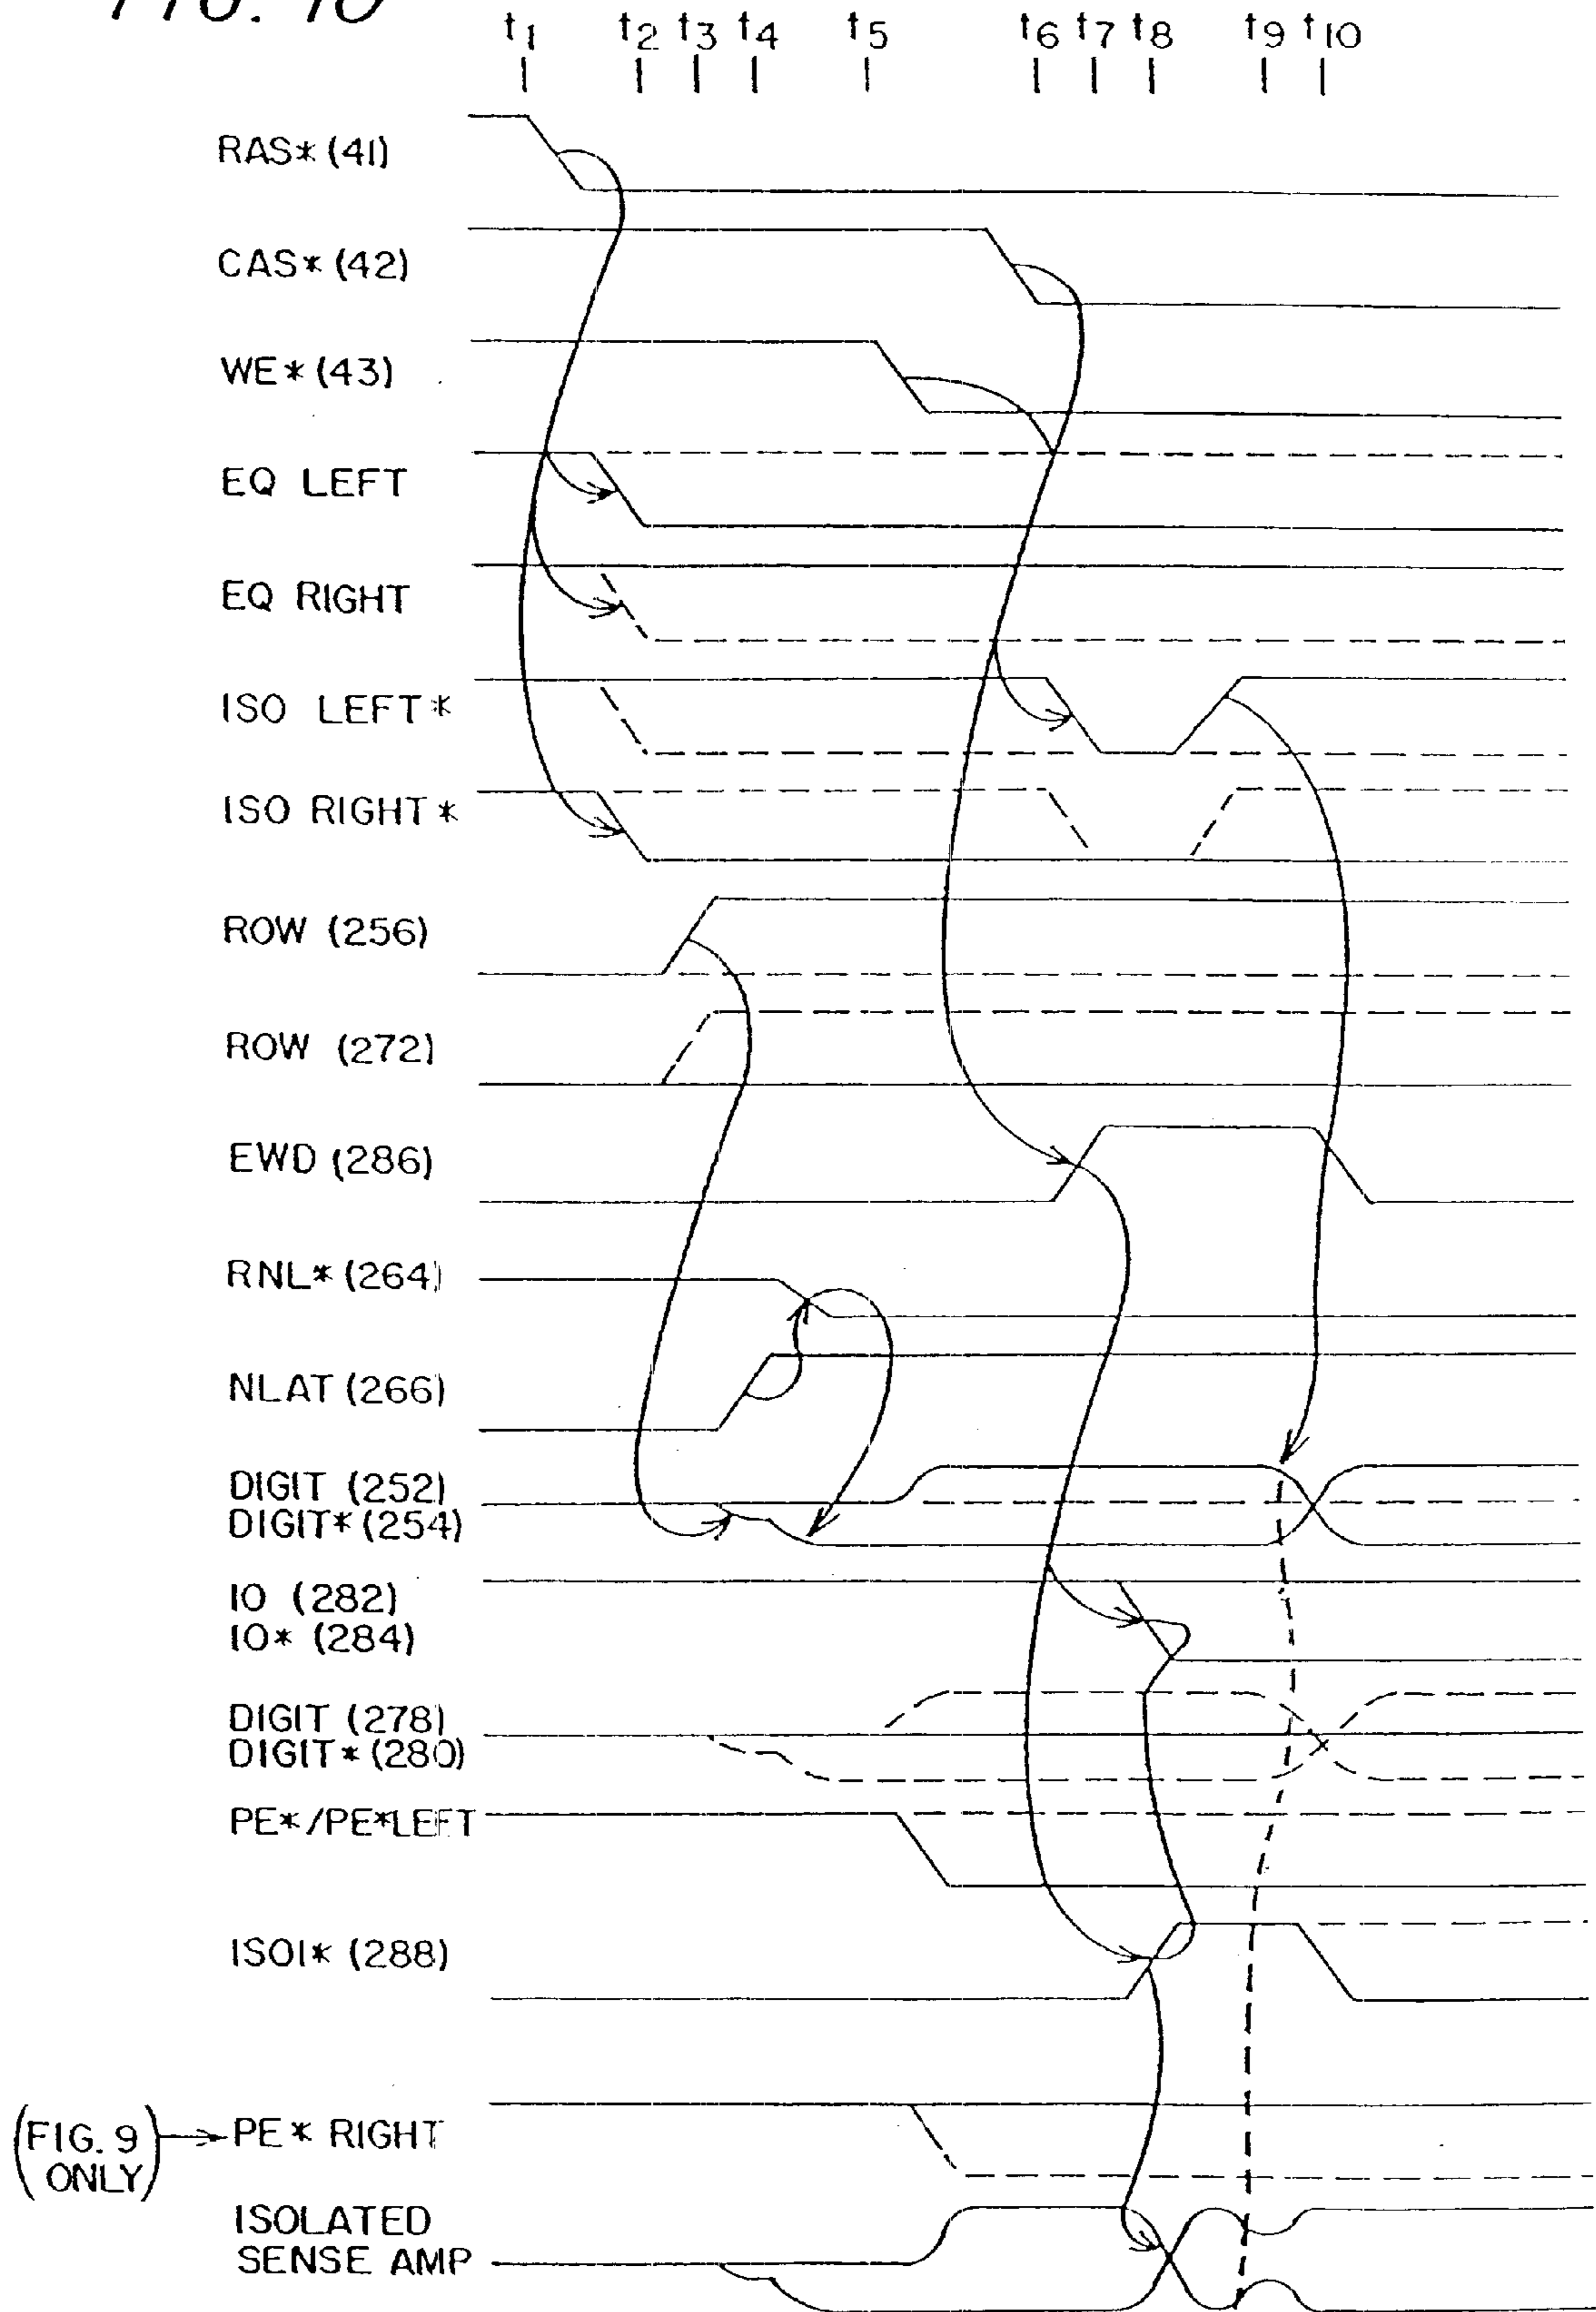 FIG. 10
t1 t2 t3 t4 t5 t6 t7 t8 t9 t10
RAS* (41)
CAS* (42)
WE* (43)
EQ LEFT
EQ RIGHT
ISO LEFT*
ISO RIGHT*
ROW (256)
ROW (272)
EWD (286)
RNL* (264)
NLAT (266)
DIGIT (252)
DIGIT* (254)
IO (282)
IO* (284)
DIGIT (278)
DIGIT* (280)
PE*/PE*LEFT
ISOI* (288)
(FIG. 9
ONLY)
PE* RIGHT
ISOLATED
SENSE AMP